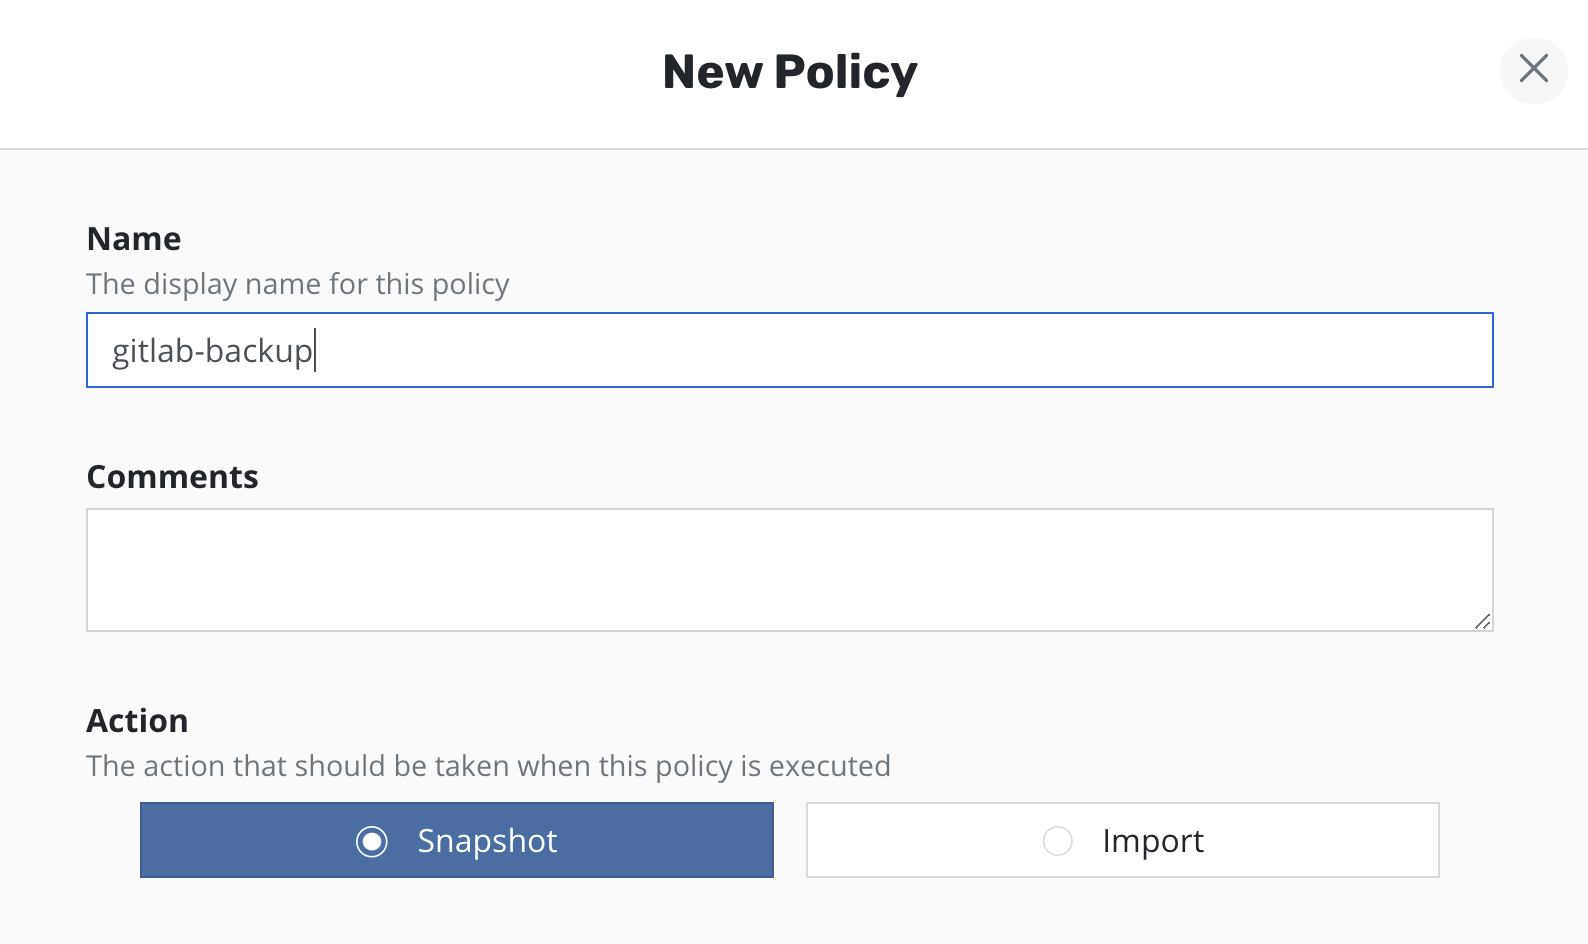 New Policy
Name
The display name for this policy
gitlab-backup
Comments
Action
The action that should be taken when this policy is executed
Snapshot
Import